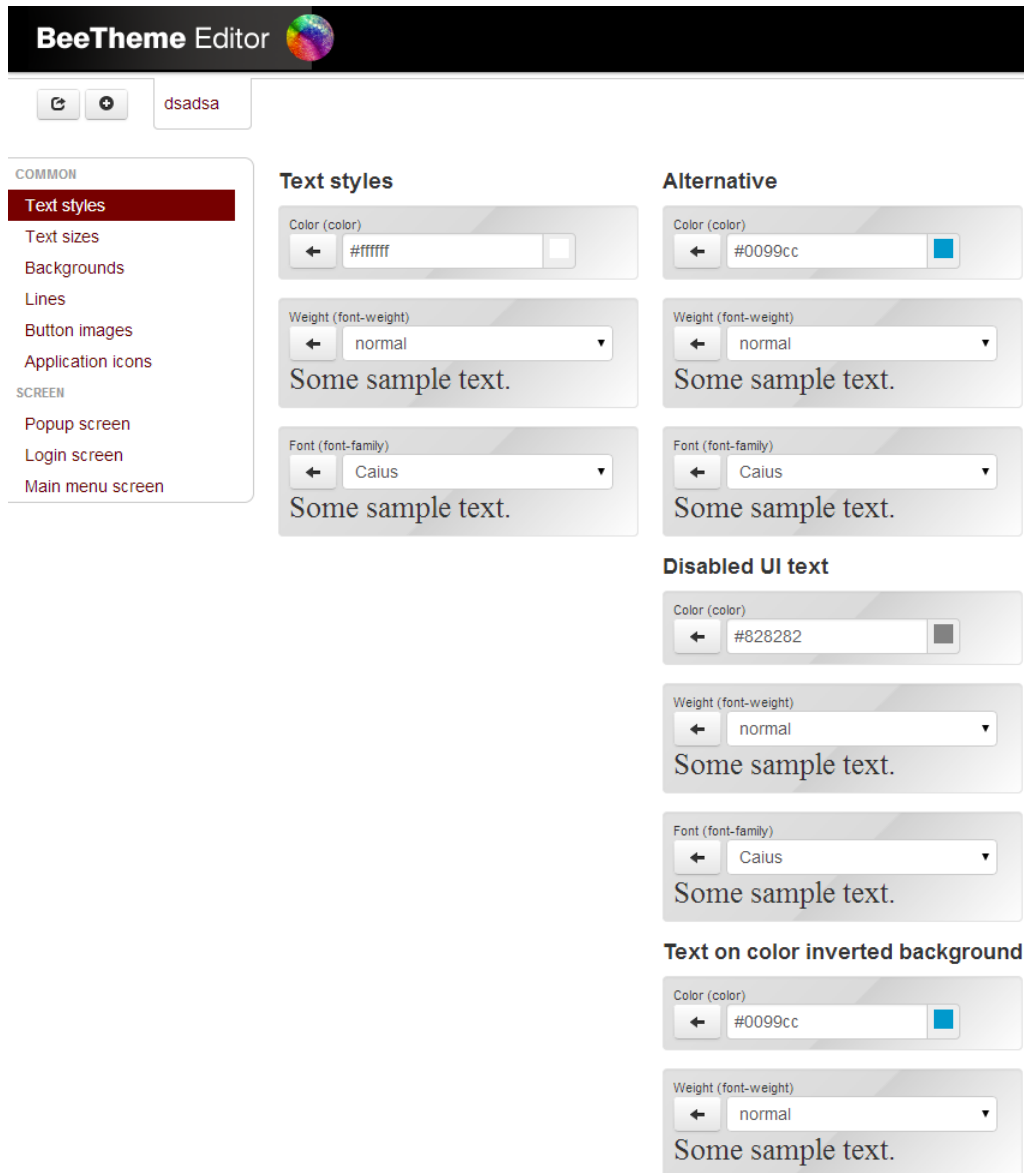 BeeTheme Editor
dsadsa
COMMON
Text styles
Text sizes
Backgrounds
Lines
Button images
Application icons
SCREEN
Popup screen
Login screen
Main menu screen
Text styles
Color (color)
#ffffff
Weight (font-weight)
normal
Some sample text.
Font (font-family)
Caius
Some sample text.
Alternative
Color (color)
#0099cc
Weight (font-weight)
normal
Some sample text.
Font (font-family)
Caius
Some sample text.
Disabled UI text
Color (color)
#828282
Weight (font-weight)
normal
Some sample text.
Font (font-family)
Caius
Some sample text.
Text on color inverted background
Color (color)
#0099cc
Weight (font-weight)
normal
Some sample text.